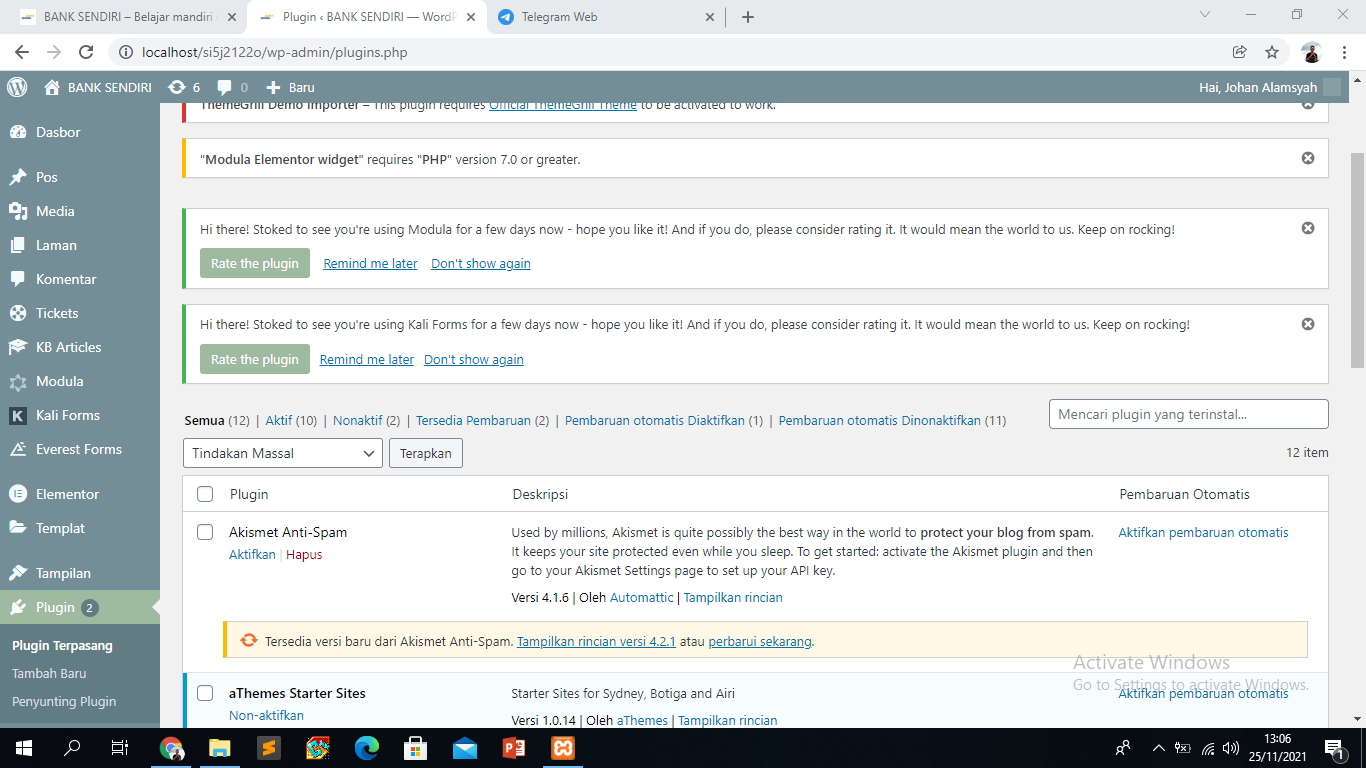 BANK SENDIRI – Belajar mandiri
Plugin ‹ BANK SENDIRI — WordP
Telegram Web
localhost/si5j2122o/wp-admin/plugins.php
BANK SENDIRI
6
0
Baru
Hai, Johan Alamsyah
ThemeGrill Demo Importer – This plugin requires Official ThemeGrill Theme to be activated to work.
"Modula Elementor widget" requires "PHP" version 7.0 or greater.
Hi there! Stoked to see you're using Modula for a few days now - hope you like it! And if you do, please consider rating it. It would mean the world to us. Keep on rocking!
Rate the plugin Remind me later Don't show again
Hi there! Stoked to see you're using Kali Forms for a few days now - hope you like it! And if you do, please consider rating it. It would mean the world to us. Keep on rocking!
Rate the plugin Remind me later Don't show again
Dasbor
Pos
Media
Laman
Komentar
Tickets
KB Articles
Modula
Kali Forms
Everest Forms
Elementor
Templat
Tampilan
Plugin 2
Plugin Terpasang
Tambah Baru
Penyunting Plugin
Semua (12) | Aktif (10) | Nonaktif (2) | Tersedia Pembaruan (2) | Pembaruan otomatis Diaktifkan (1) | Pembaruan otomatis Dinonaktifkan (11)
Mencari plugin yang terinstal...
Tindakan Massal
Terapkan
12 item
Plugin Deskripsi Pembaruan Otomatis
Akismet Anti-Spam
Aktifkan | Hapus
Used by millions, Akismet is quite possibly the best way in the world to protect your blog from spam.
It keeps your site protected even while you sleep. To get started: activate the Akismet plugin and then
go to your Akismet Settings page to set up your API key.
Versi 4.1.6 | Oleh Automattic | Tampilkan rincian
Aktifkan pembaruan otomatis
Tersedia versi baru dari Akismet Anti-Spam. Tampilkan rincian versi 4.2.1 atau perbarui sekarang.
aThemes Starter Sites
Non-aktifkan
Starter Sites for Sydney, Botiga and Airi
Versi 1.0.14 | Oleh aThemes | Tampilkan rincian
Aktifkan pembaruan otomatis
Activate Windows
Go to Settings to activate Windows.
13:06
25/11/2021
1